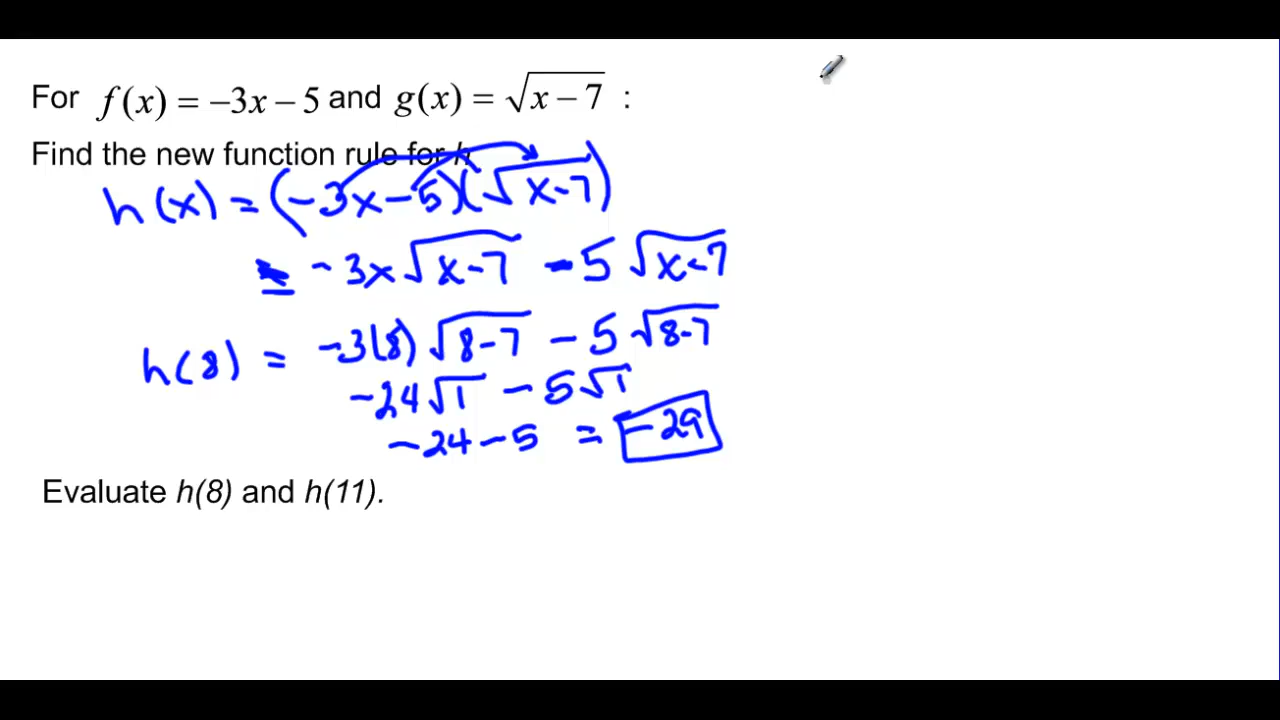 For f(x) = −3x − 5 and g(x) = √(x − 7) :
Find the new function rule for h
h(x) = (−3x − 5)(√(x−7))
= −3x√(x−7) − 5√(x−7)
h(8) = −3(8)√(8−7) − 5√(8−7)
−24√1 − 5√1
−24 − 5 = −29
Evaluate h(8) and h(11).